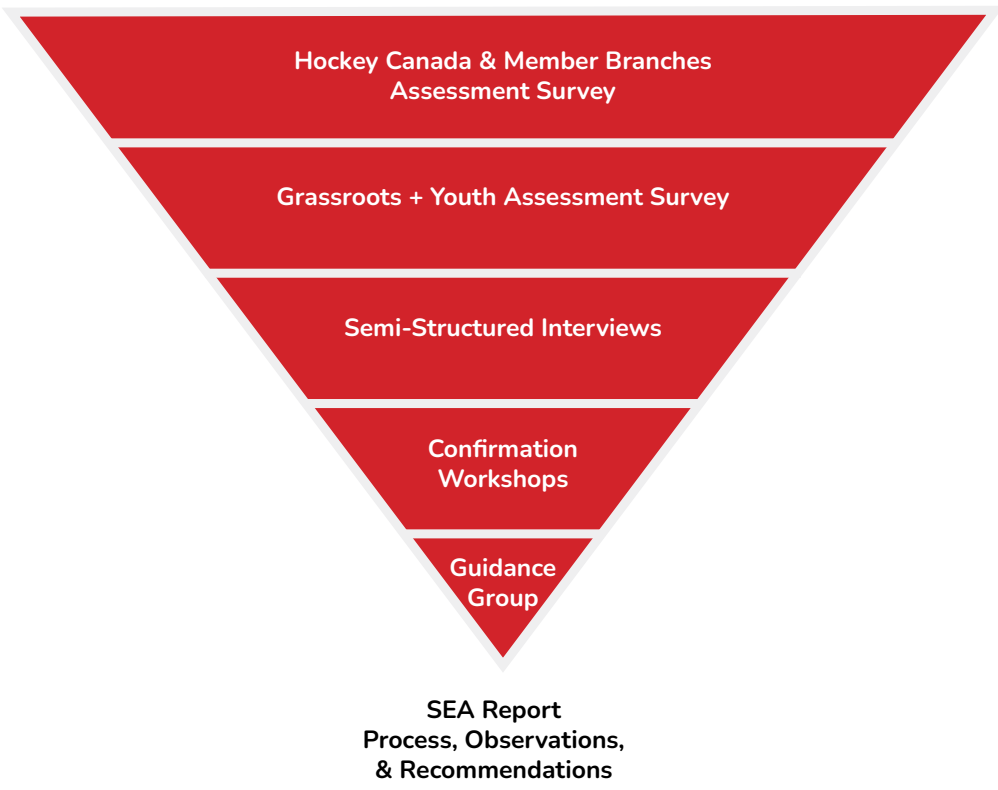 Hockey Canada & Member Branches
Assessment Survey
Grassroots + Youth Assessment Survey
Semi-Structured Interviews
Confirmation
Workshops
Guidance
Group
SEA Report
Process, Observations,
& Recommendations